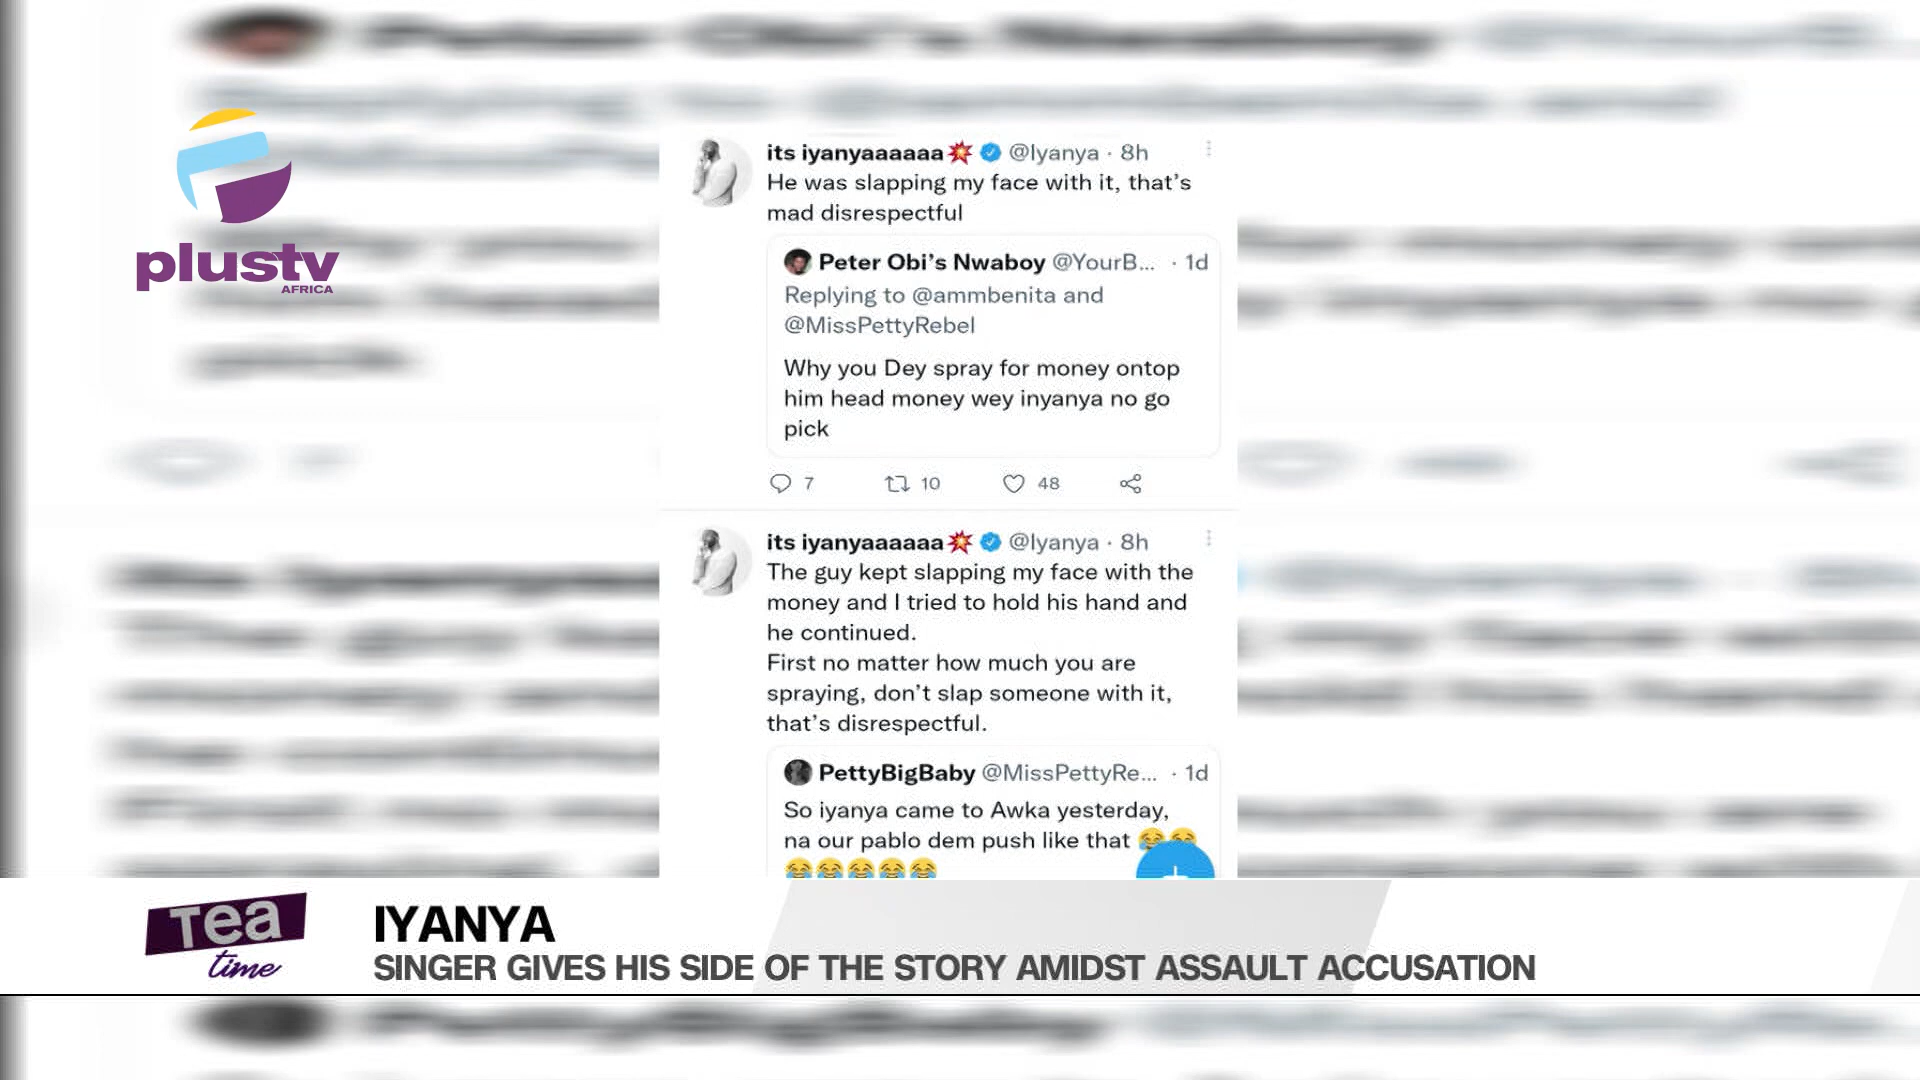 plustv
AFRICA
its iyanyaaaaaa💥 @Iyanya · 8h
He was slapping my face with it, that's
mad disrespectful
Peter Obi's Nwaboy @YourB... · 1d
Replying to @ammbenita and
@MissPettyRebel
Why you Dey spray for money ontop
him head money wey inyanya no go
pick
7 10 48
its iyanyaaaaaa💥 @Iyanya · 8h
The guy kept slapping my face with the
money and I tried to hold his hand and
he continued.
First no matter how much you are
spraying, don't slap someone with it,
that's disrespectful.
PettyBigBaby @MissPettyRe... · 1d
So iyanya came to Awka yesterday,
na our pablo dem push like that 😂😂
😂😂😂😂😂
Tea
time
IYANYA
SINGER GIVES HIS SIDE OF THE STORY AMIDST ASSAULT ACCUSATION